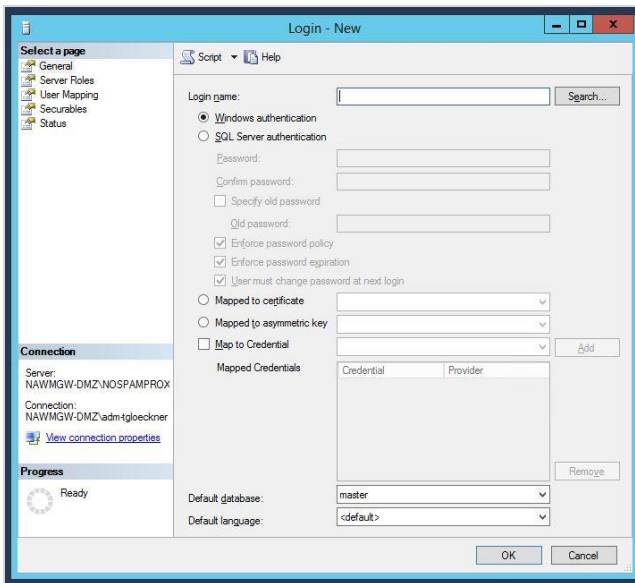 Login - New
Select a page
General
Server Roles
User Mapping
Securables
Status
Script
Help
Login name:
Search...
Windows authentication
SQL Server authentication
Password:
Confirm password:
Specify old password
Old password:
Enforce password policy
Enforce password expiration
User must change password at next login
Mapped to certificate
Mapped to asymmetric key
Map to Credential
Add
Mapped Credentials
Credential
Provider
Remove
Default database:
master
Default language:
<default>
Connection
Server:
NAWMGW-DMZ\NOSPAMPROX
Connection:
NAWMGW-DMZ\adm-tgloeckner
View connection properties
Progress
Ready
OK
Cancel